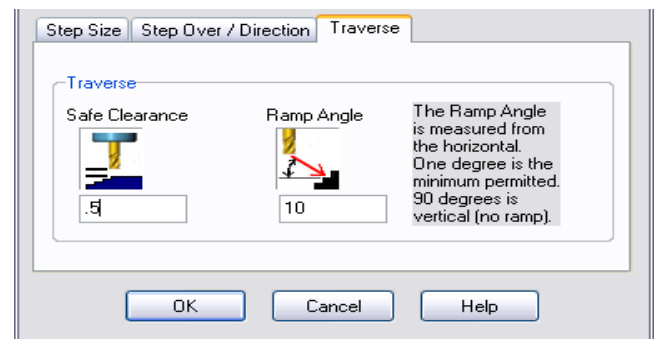 Step Size Step Over / Direction Traverse
Traverse
Safe Clearance Ramp Angle
The Ramp Angle
is measured from
the horizontal.
One degree is the
minimum permitted.
90 degrees is
vertical (no ramp).
.5 10
OK Cancel Help